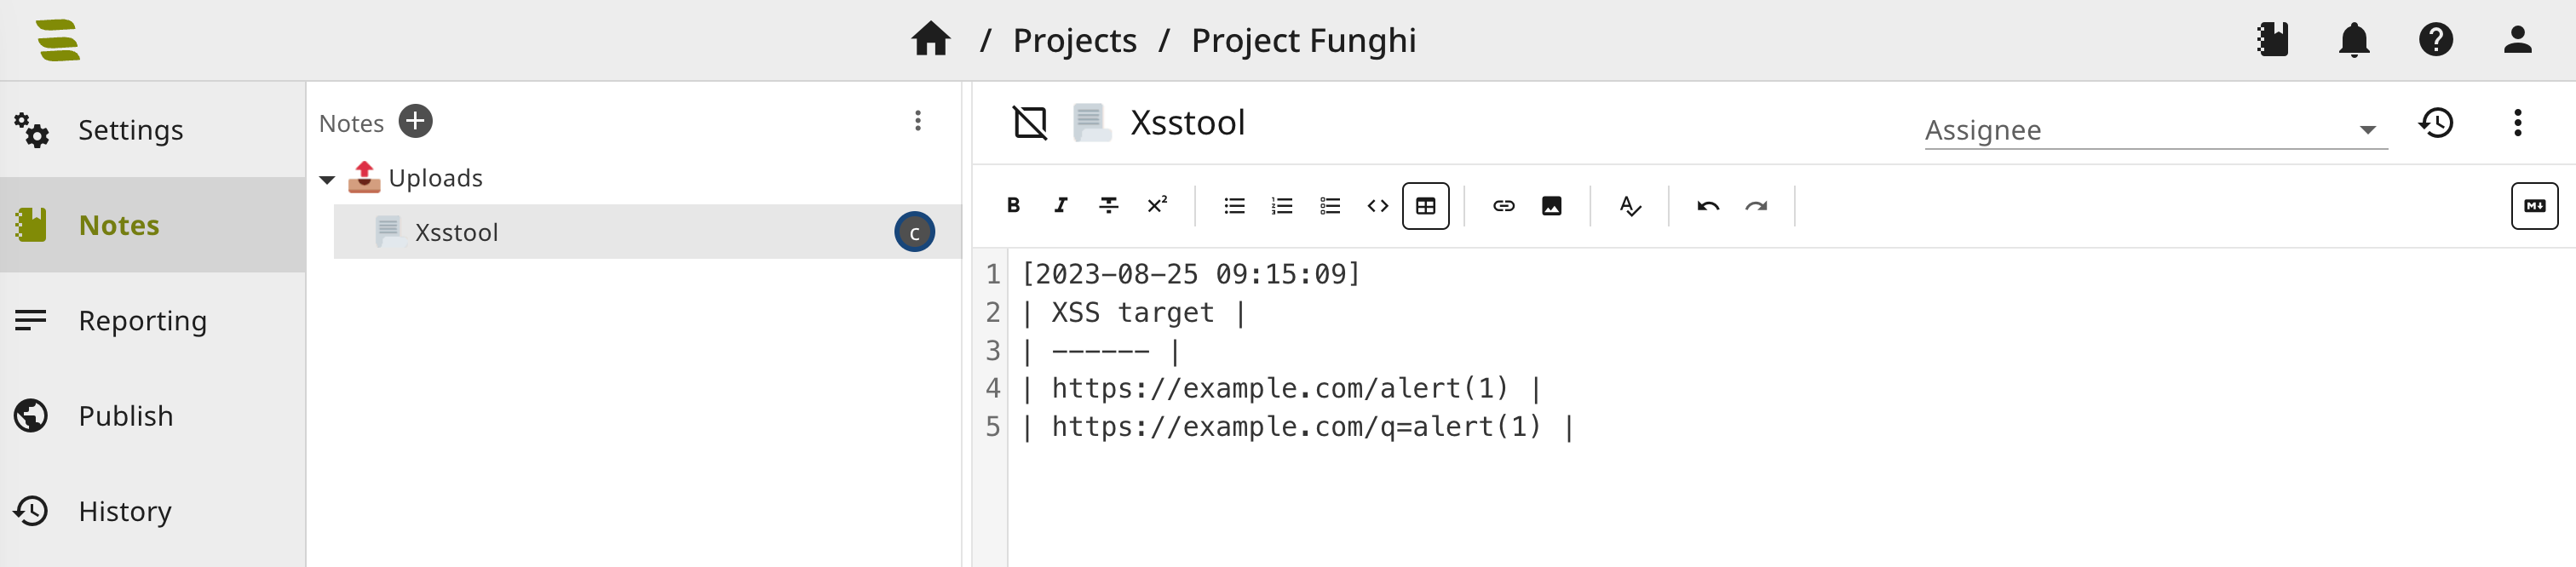 / Projects / Project Funghi
Settings
Notes
Reporting
Publish
History
Notes
Uploads
Xsstool
c
Xsstool
Assignee
B I S X²
M↓
1 [2023-08-25 09:15:09]
2 | XSS target |
3 | ------ |
4 | https://example.com/alert(1) |
5 | https://example.com/q=alert(1) |